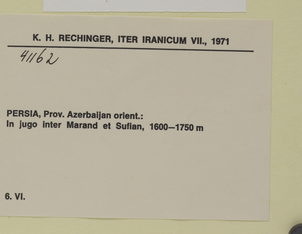 K. H. RECHINGER, ITER IRANICUM VII., 1971
41162
PERSIA, Prov. Azerbaijan orient.:
In jugo inter Marand et Sufian, 1600—1750 m
6. VI.